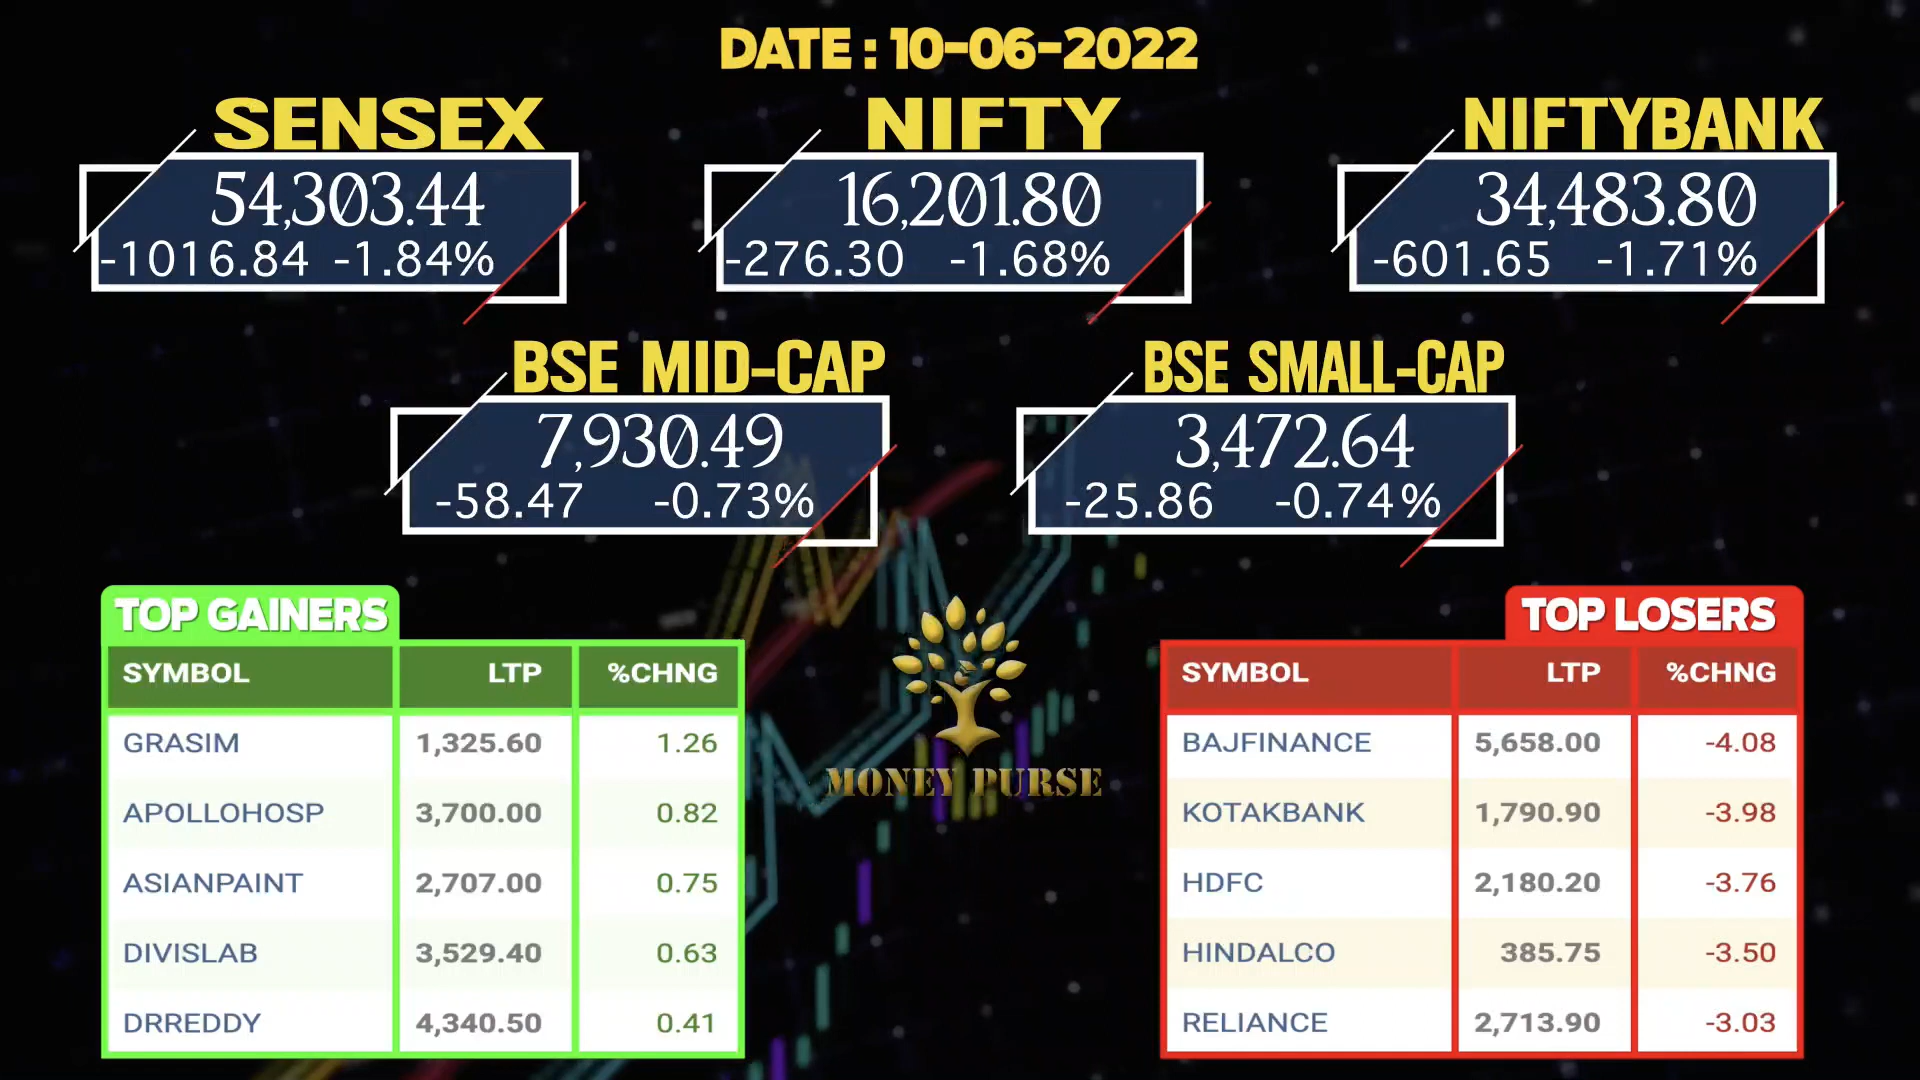 DATE : 10-06-2022
SENSEX
54,303.44
-1016.84 -1.84%
NIFTY
16,201.80
-276.30 -1.68%
NIFTYBANK
34,483.80
-601.65 -1.71%
BSE MID-CAP
7,930.49
-58.47 -0.73%
BSE SMALL-CAP
3,472.64
-25.86 -0.74%
TOP GAINERS
SYMBOL LTP %CHNG
GRASIM 1,325.60 1.26
APOLLOHOSP 3,700.00 0.82
ASIANPAINT 2,707.00 0.75
DIVISLAB 3,529.40 0.63
DRREDDY 4,340.50 0.41
MONEY PURSE
TOP LOSERS
SYMBOL LTP %CHNG
BAJFINANCE 5,658.00 -4.08
KOTAKBANK 1,790.90 -3.98
HDFC 2,180.20 -3.76
HINDALCO 385.75 -3.50
RELIANCE 2,713.90 -3.03